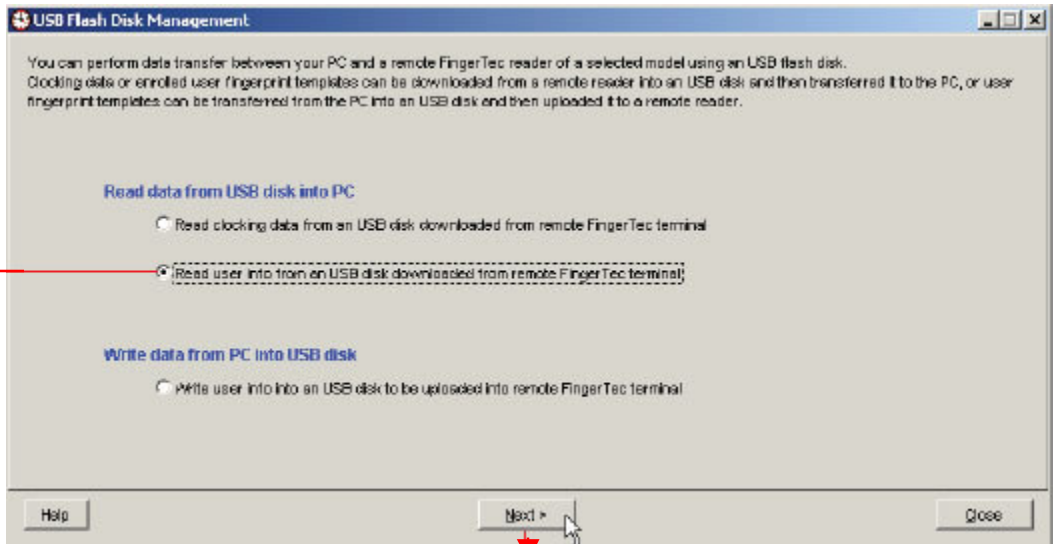 USB Flash Disk Management
You can perform data transfer between your PC and a remote FingerTec reader of a selected model using an USB flash disk.
Clocking data or enrolled user fingerprint templates can be downloaded from a remote reader into an USB disk and then transferred it to the PC, or user
fingerprint templates can be transferred from the PC into an USB disk and then uploaded it to a remote reader.
Read data from USB disk into PC
Read clocking data from an USB disk downloaded from remote FingerTec terminal
Read user info from an USB disk downloaded from remote FingerTec terminal
Write data from PC into USB disk
Write user info into an USB disk to be uploaded into remote FingerTec terminal
Help Next > Close